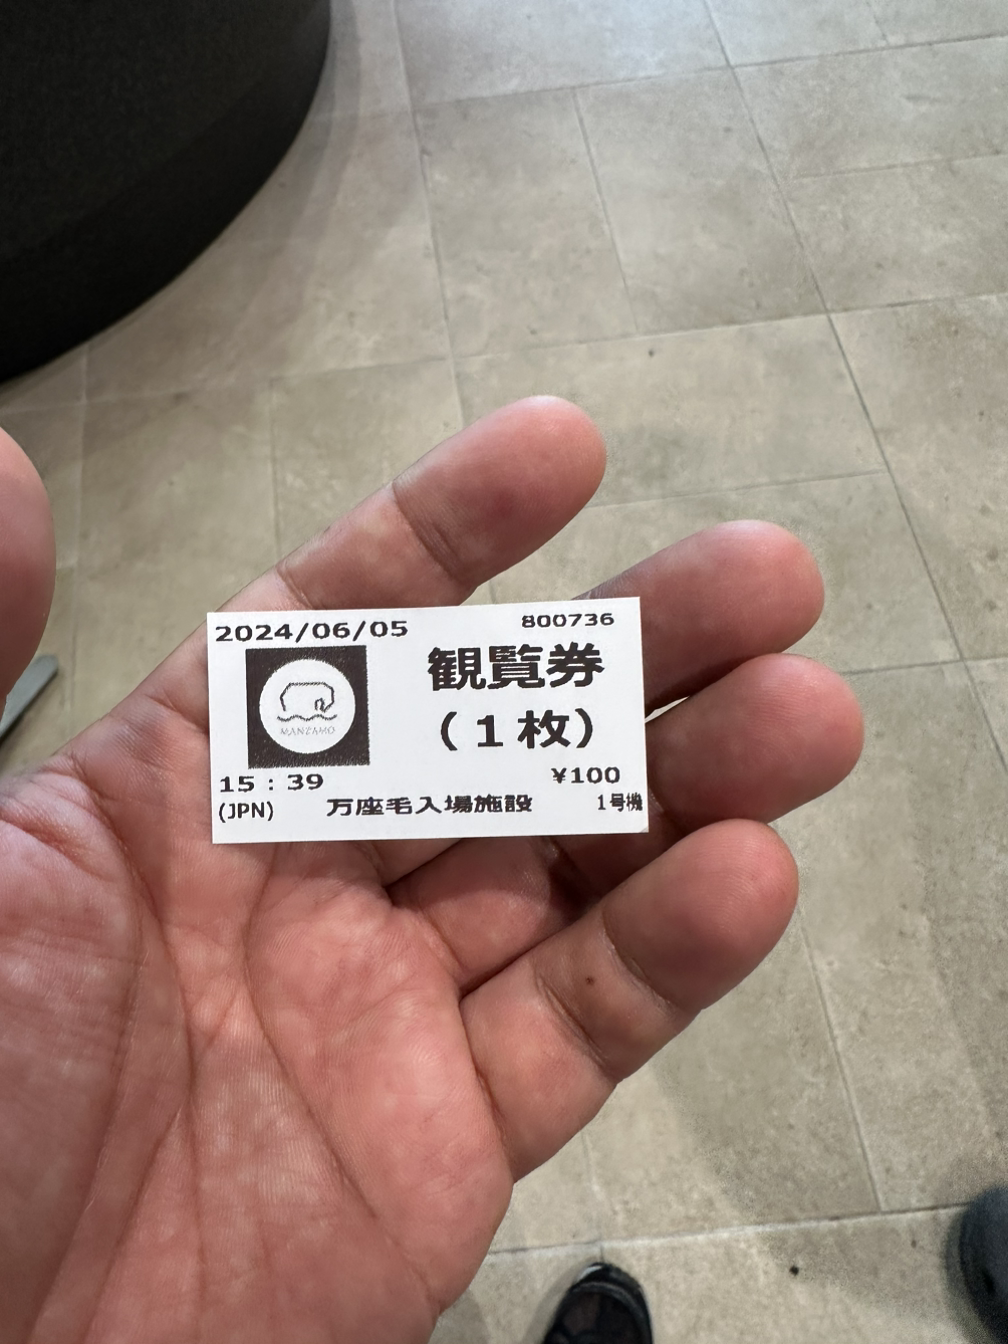 2024/06/05 800736
観覧券
(1枚)
MANZAMO
15:39 ¥100
(JPN) 万座毛入場施設 1号機